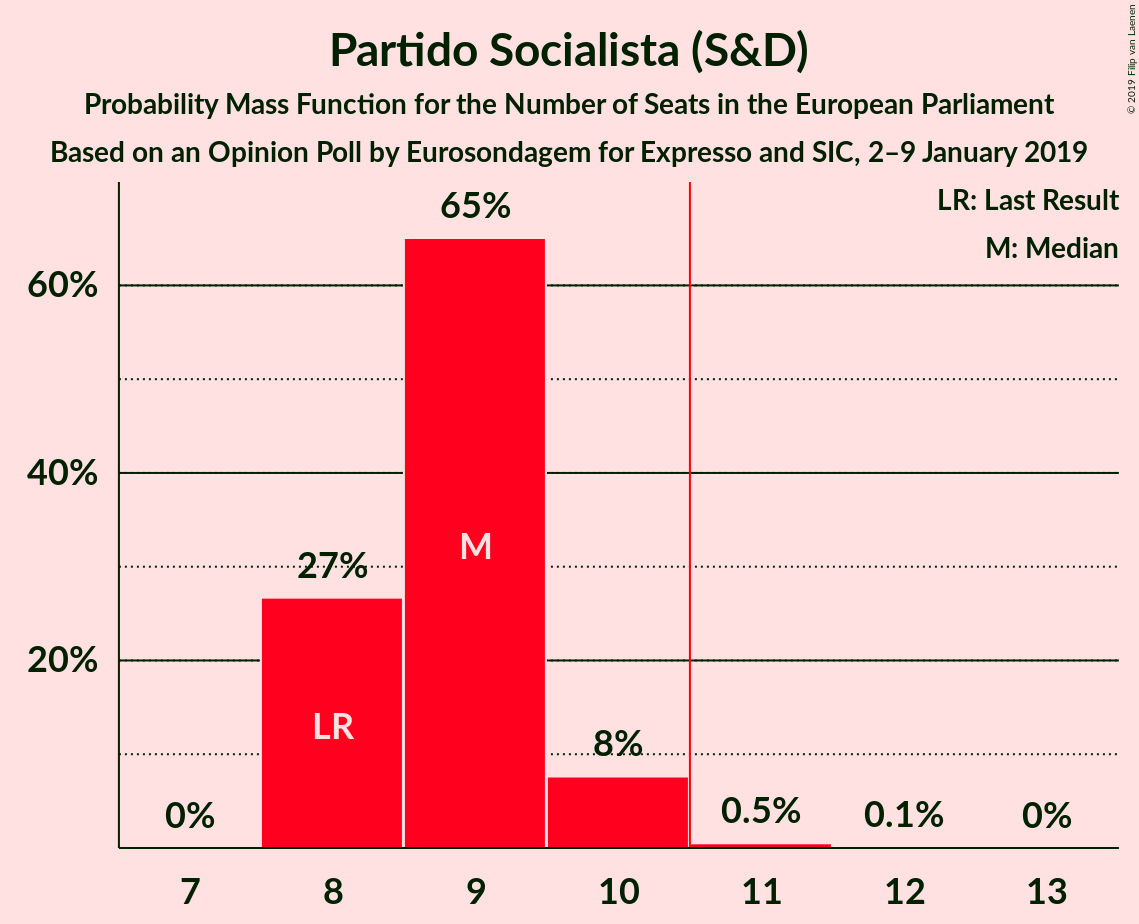 Partido Socialista (S&D)
Probability Mass Function for the Number of Seats in the European Parliament
Based on an Opinion Poll by Eurosondagem for Expresso and SIC, 2–9 January 2019
© 2019 Filip van Laenen
LR: Last Result
M: Median
60%
40%
20%
0%
27%
65%
8%
0.5%
0.1%
0%
LR
M
7 8 9 10 11 12 13